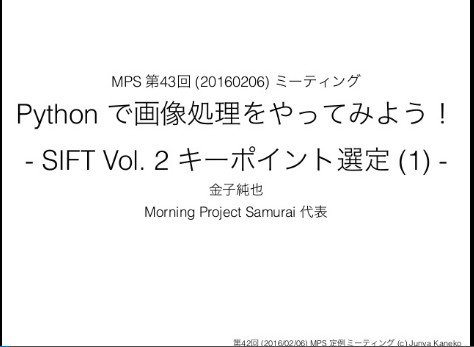 MPS 第43回 (20160206) ミーティング
Python で画像処理をやってみよう！
- SIFT Vol. 2 キーポイント選定 (1) -
金子純也
Morning Project Samurai 代表
第42回 (2016/02/06) MPS 定例ミーティング (c) Junya Kaneko